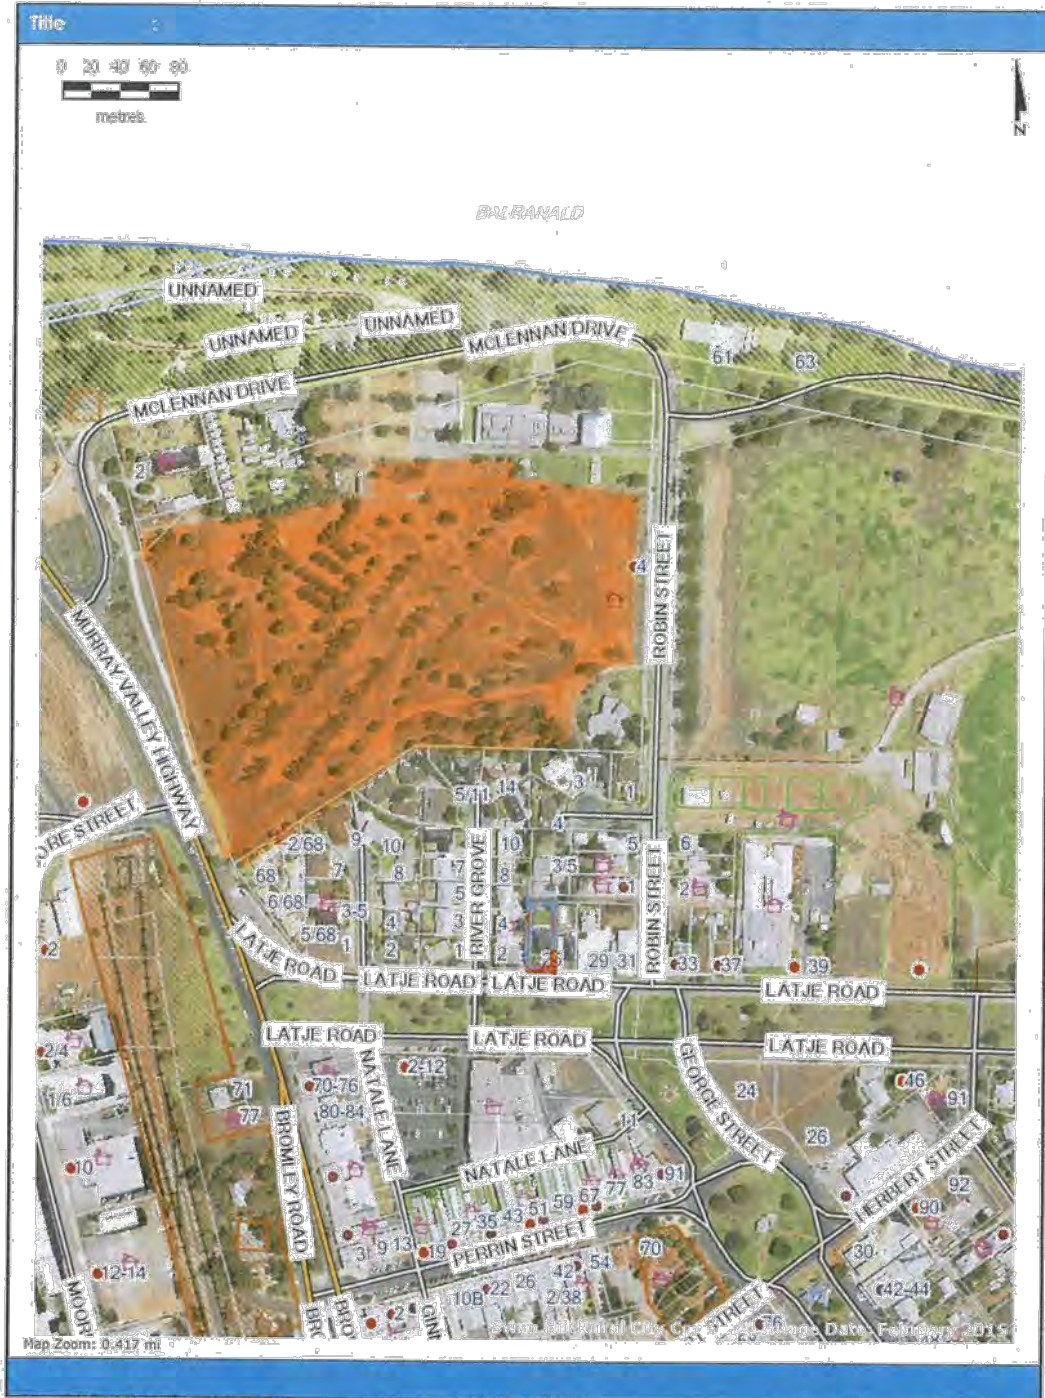 Title
0 20 40 60 80
metres
N
BALRANALD
UNNAMED
UNNAMED
UNNAMED
MCLENNAN DRIVE
MCLENNAN DRIVE
61
63
2
4
ROBIN STREET
MURRAY VALLEY HIGHWAY
5/11 14 3 1
4
2/68 9 10 10 5 6
68 7 8 7 8 3/5 1 2
6/68 3-5 5
5/68 1 4 3 4
2 1 2 29 31 33 37 39
RIVER GROVE
ROBIN STREET
2
LATJE ROAD
LATJE ROAD
LATJE ROAD
LATJE ROAD
LATJE ROAD
LATJE ROAD
LATJE ROAD
2-4
1/6
71
77
70-76
80-84
2-12
NATALE LANE
GEORGE STREET
24
26
46
91
BROMLEY ROAD
11
NATALE LANE
HERBERT STREET
10
91
83
77
67
59
51
43
35
27
19
13
9
3
92
90
PERRIN STREET
12-14
54
42
70
30
42-44
10B 22 26 2/38
2
76
STREET
Map Zoom: 0.417 mi
Date: February 2015